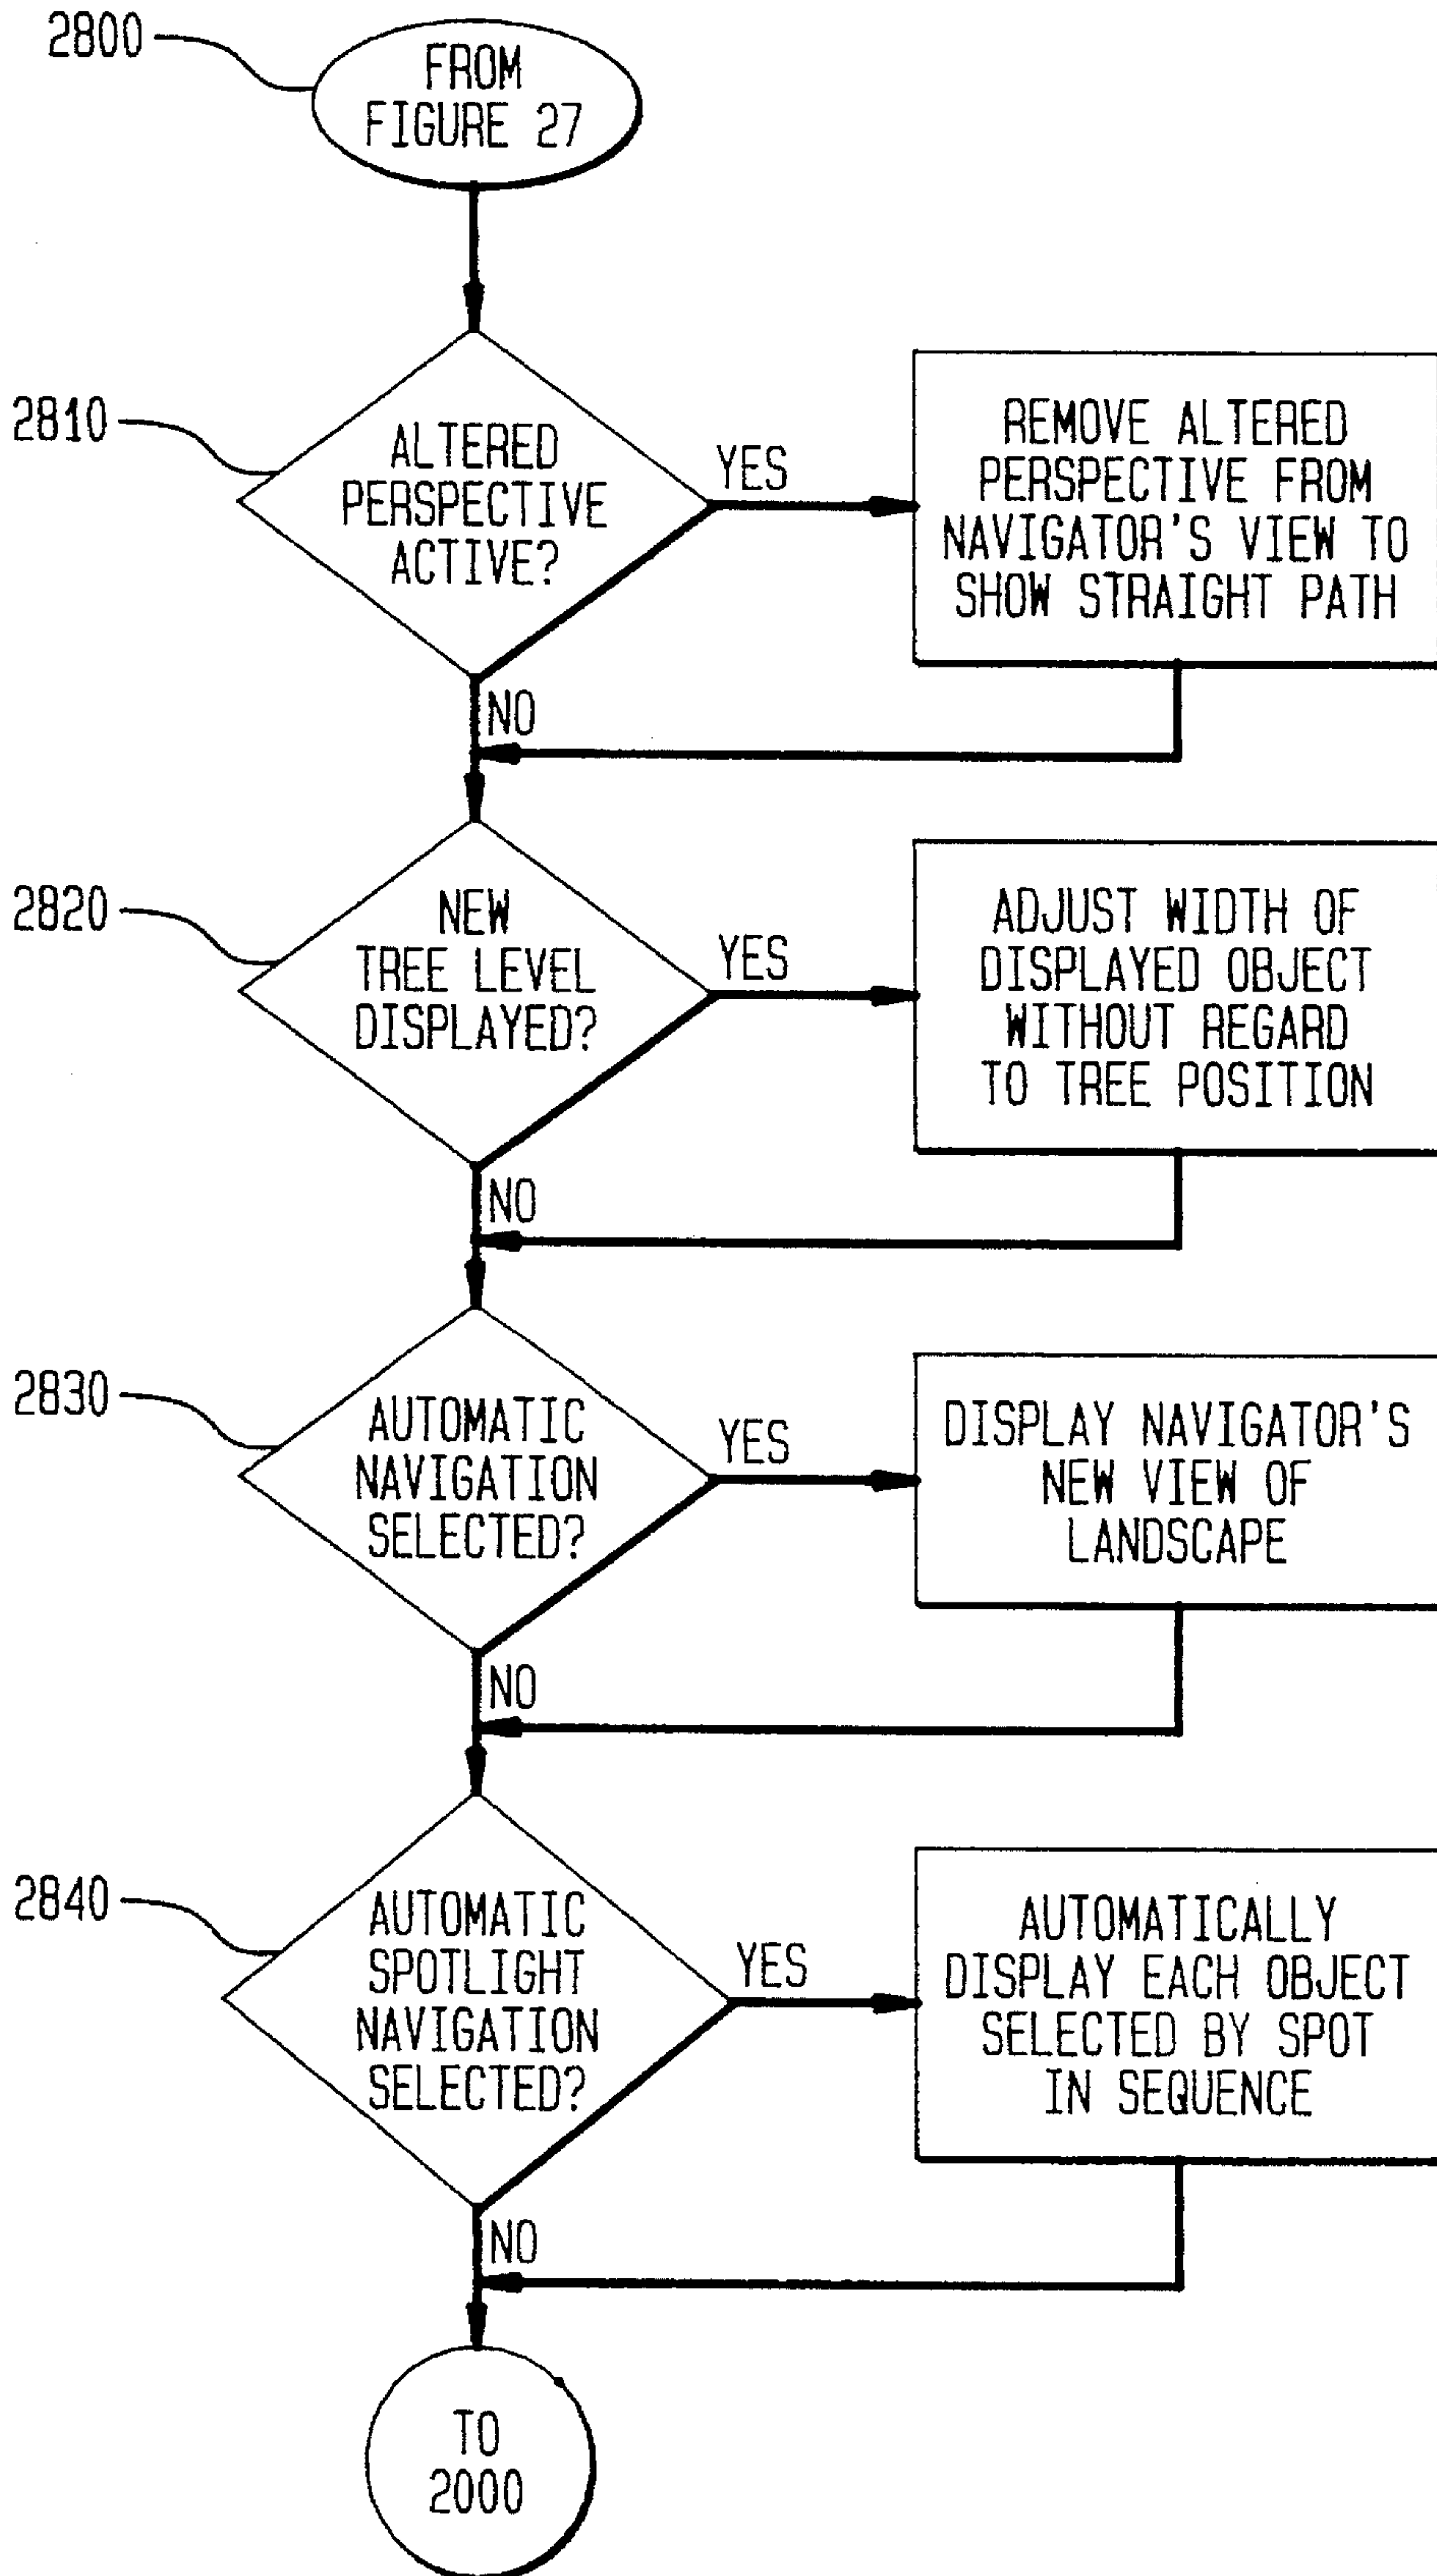 2800
FROM
FIGURE 27
2810
ALTERED
PERSPECTIVE
ACTIVE?
YES
REMOVE ALTERED
PERSPECTIVE FROM
NAVIGATOR'S VIEW TO
SHOW STRAIGHT PATH
NO
2820
NEW
TREE LEVEL
DISPLAYED?
YES
ADJUST WIDTH OF
DISPLAYED OBJECT
WITHOUT REGARD
TO TREE POSITION
NO
2830
AUTOMATIC
NAVIGATION
SELECTED?
YES
DISPLAY NAVIGATOR'S
NEW VIEW OF
LANDSCAPE
NO
2840
AUTOMATIC
SPOTLIGHT
NAVIGATION
SELECTED?
YES
AUTOMATICALLY
DISPLAY EACH OBJECT
SELECTED BY SPOT
IN SEQUENCE
NO
TO
2000